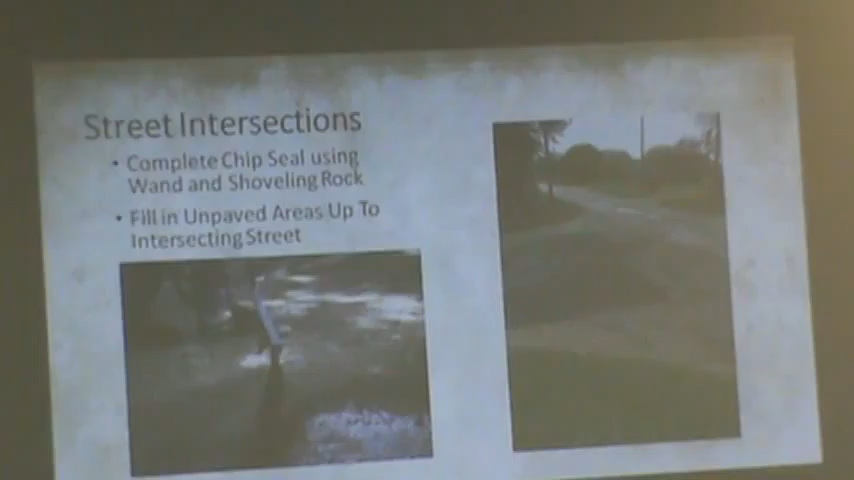 Street Intersections
• Complete Chip Seal using
Wand and Shoveling Rock
• Fill in Unpaved Areas Up To
Intersecting Street